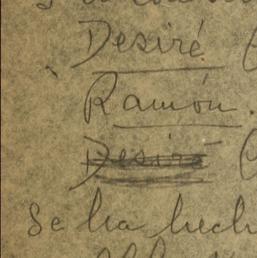 Desiré (
Ramón.
Desiré (
Se ha hech